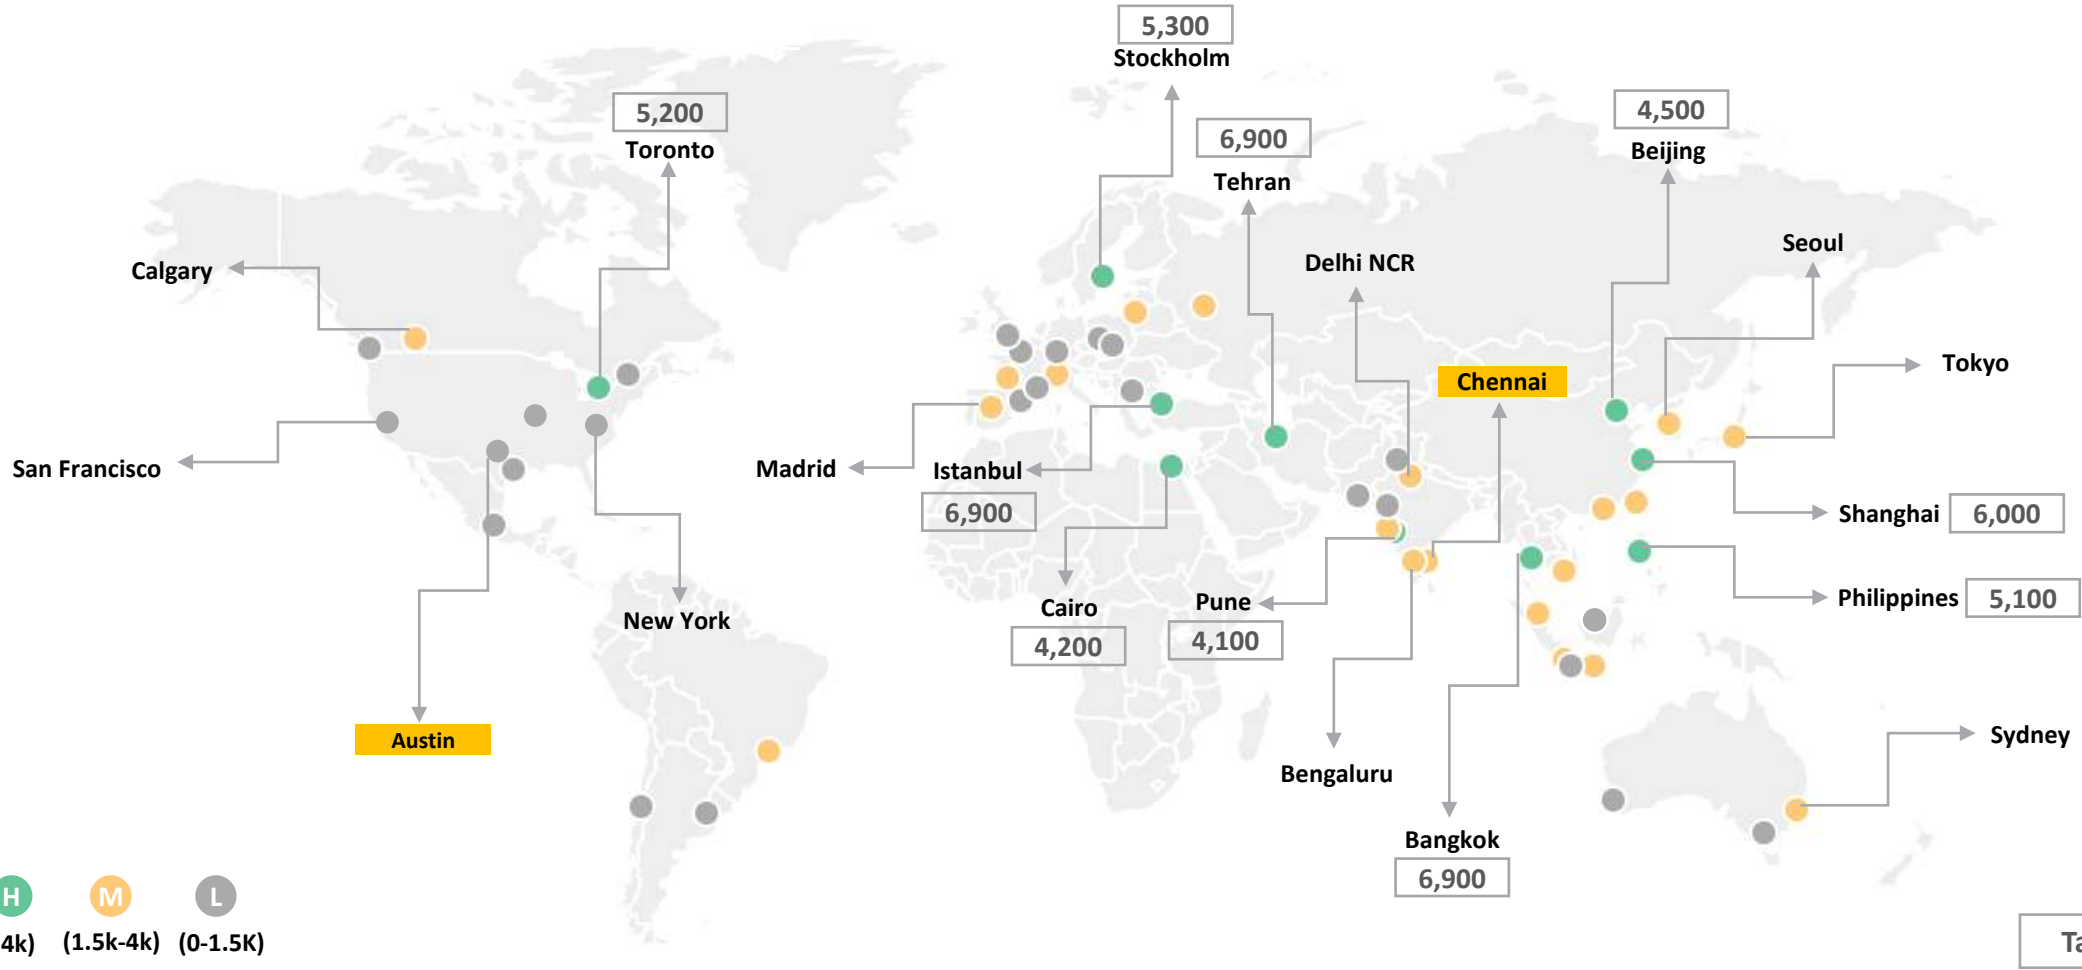 5,300
Stockholm
5,200
Toronto
6,900
Tehran
4,500
Beijing
Seoul
Delhi NCR
Calgary
Tokyo
Chennai
San Francisco
Madrid
Istanbul
6,900
Shanghai 6,000
Philippines 5,100
Cairo
4,200
Pune
4,100
New York
Austin
Sydney
Bengaluru
Bangkok
6,900
H M L
4k) (1.5k-4k) (0-1.5K)